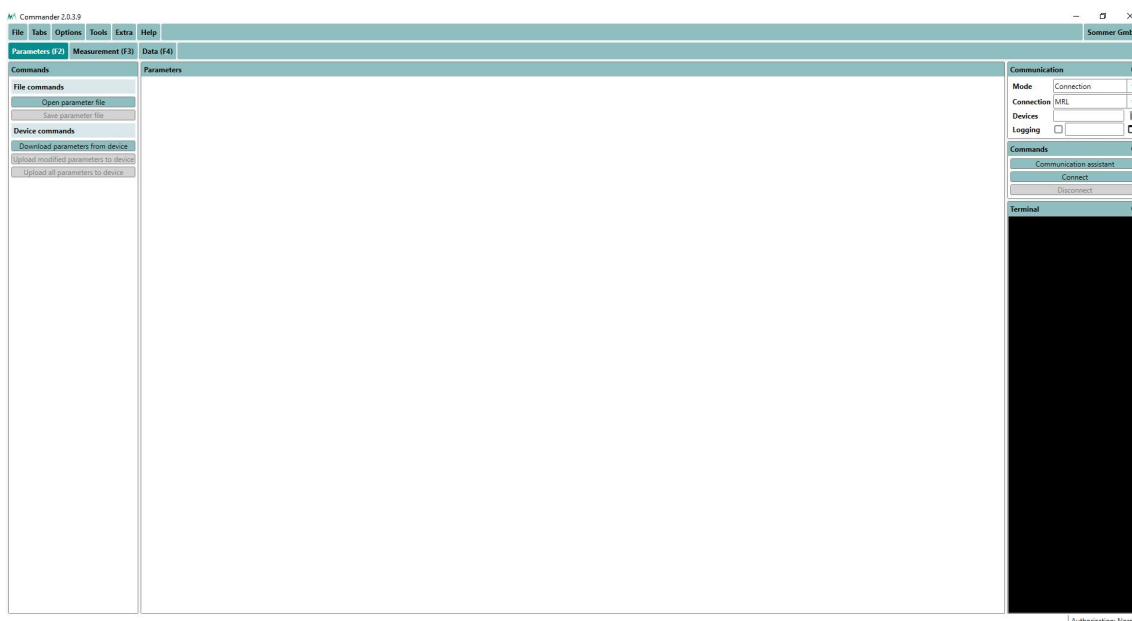 Commander 2.0.3.9
File Tabs Options Tools Extra Help
Parameters (F2) Measurement (F3) Data (F4)
Commands
File commands
Open parameter file
Save parameter file
Device commands
Download parameters from device
Upload modified parameters to device
Upload all parameters to device
Parameters
Sommer Gmb
Communication
Mode Connection
Connection MRL
Devices
Logging
Commands
Communication assistant
Connect
Disconnect
Terminal